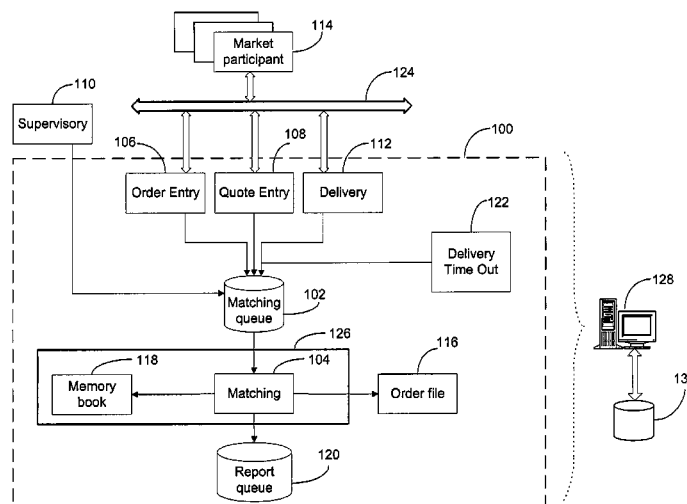 Market
participant
114
124
110
Supervisory
100
106
108
112
Order Entry
Quote Entry
Delivery
122
Delivery
Time Out
Matching
queue
102
128
126
118
104
116
Memory
book
Matching
Order file
13
Report
queue
120